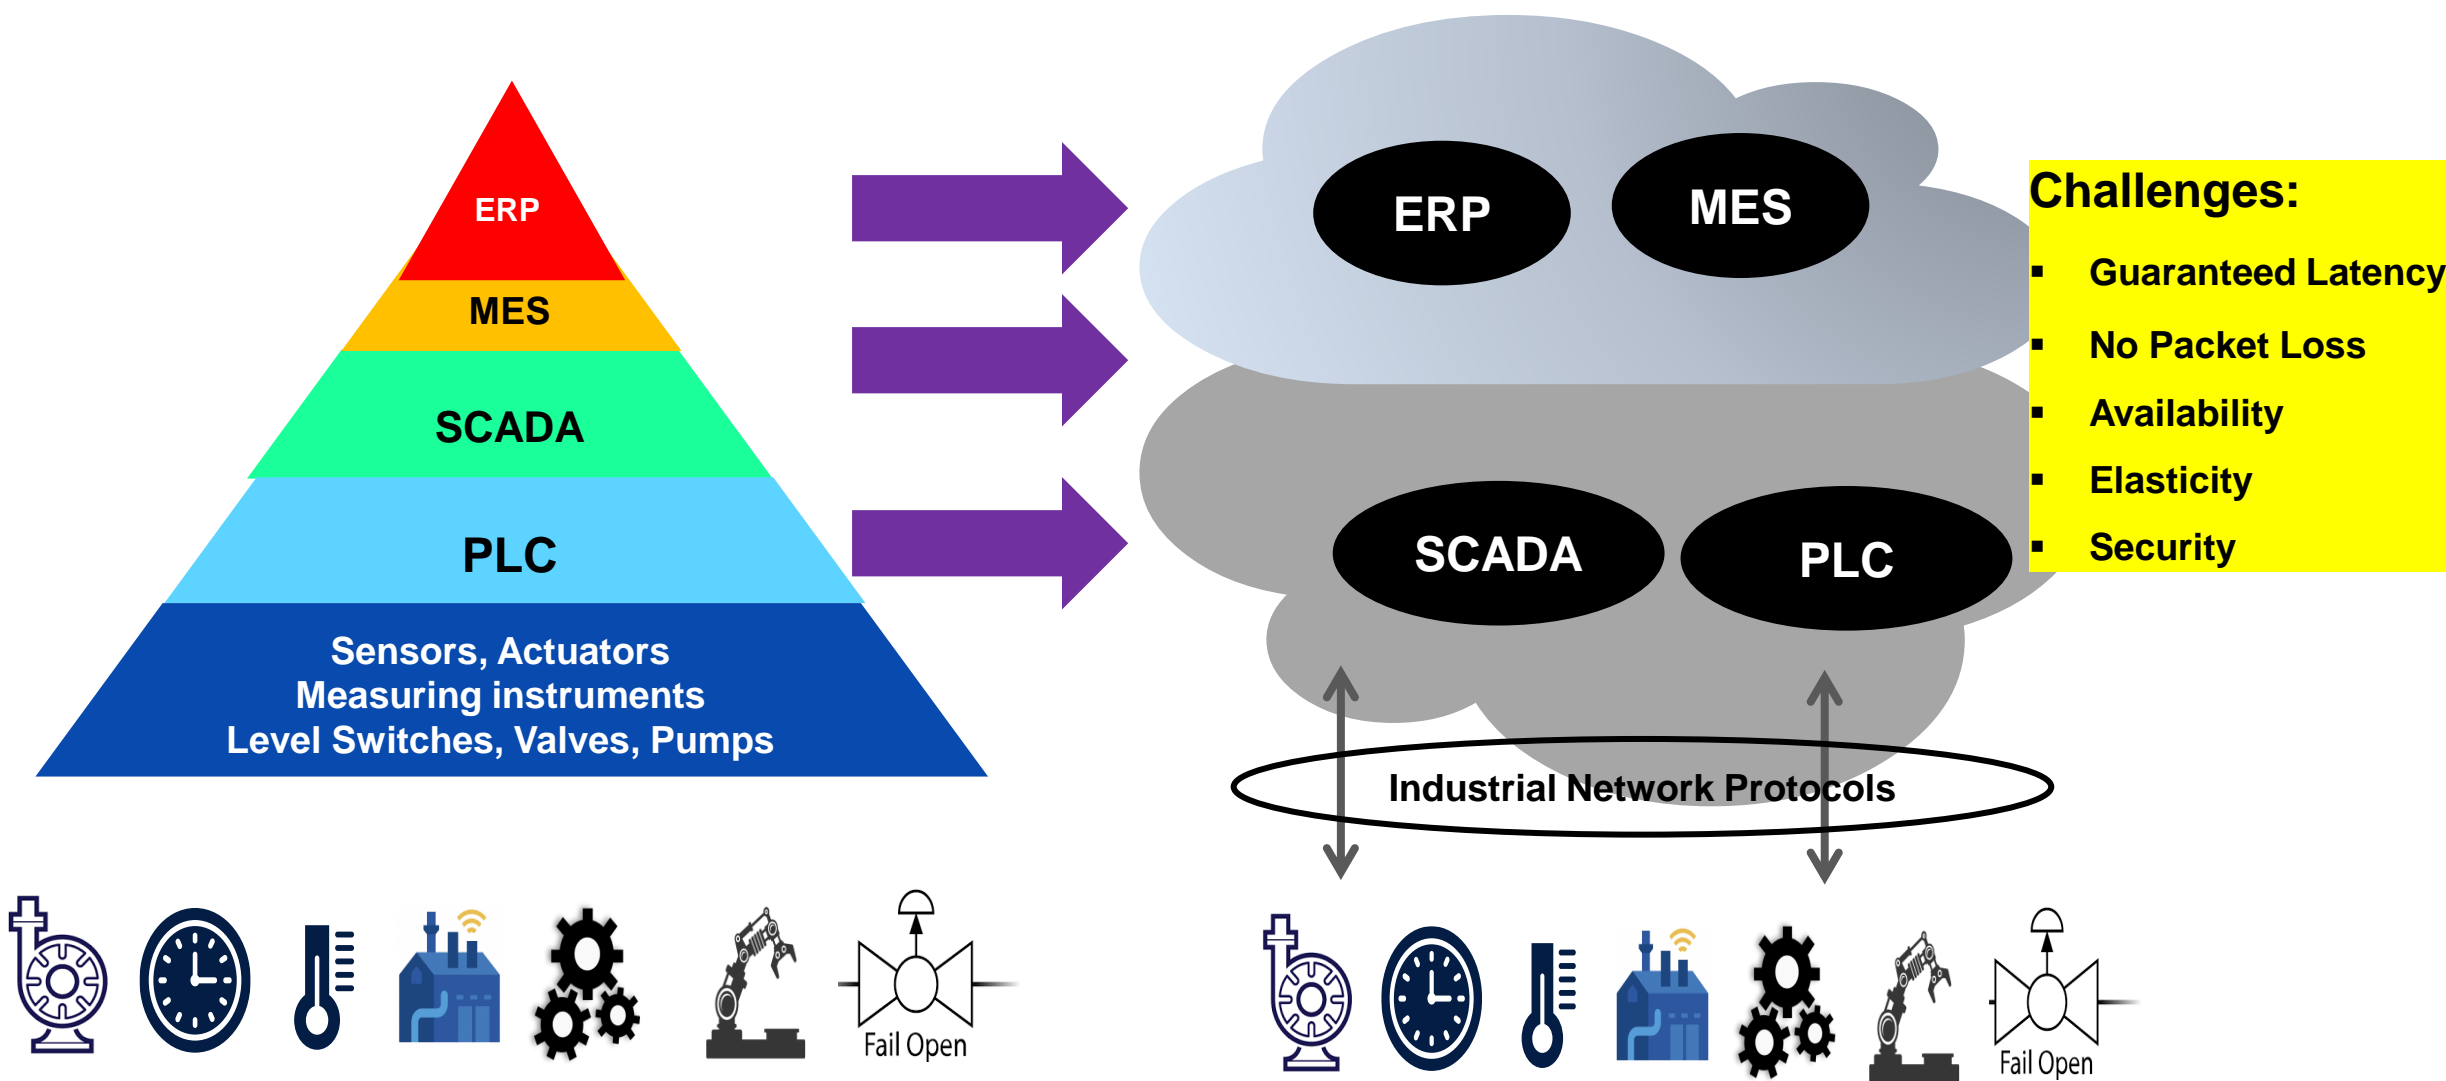 ERP
MES
SCADA
PLC
Sensors, Actuators
Measuring instruments
Level Switches, Valves, Pumps
Fail Open
ERP
MES
SCADA
PLC
Industrial Network Protocols
Fail Open
Challenges:
▪ Guaranteed Latency
▪ No Packet Loss
▪ Availability
▪ Elasticity
▪ Security